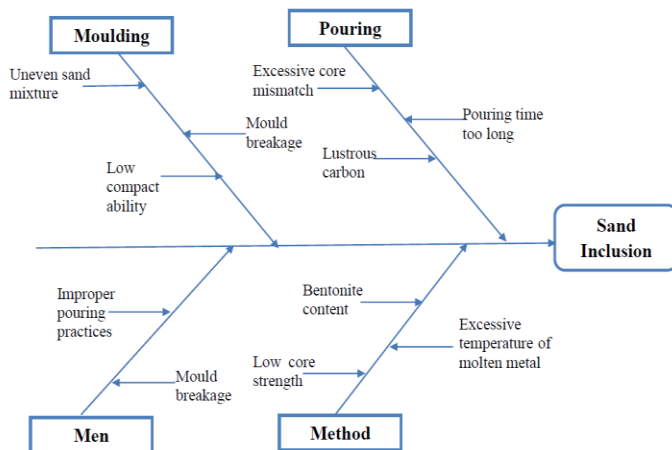 Moulding
Pouring
Uneven sand
mixture
Excessive core
mismatch
Mould
breakage
Pouring time
too long
Low
compact
ability
Lustrous
carbon
Sand
Inclusion
Improper
pouring
practices
Bentonite
content
Excessive
temperature of
molten metal
Mould
breakage
Low core
strength
Men
Method